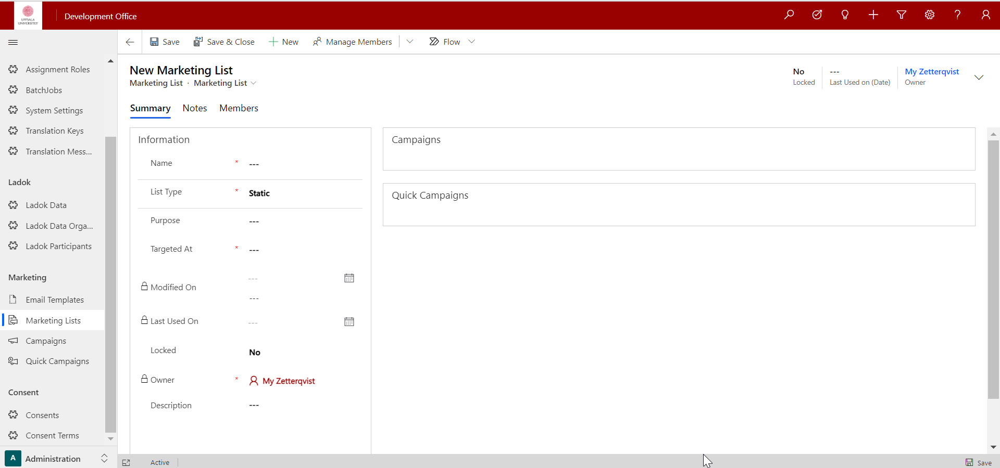 UPPSALA
UNIVERSITET
Development Office
Save
Save & Close
New
Manage Members
Flow
Assignment Roles
BatchJobs
System Settings
Translation Keys
Translation Mess...
Ladok
Ladok Data
Ladok Data Orga...
Ladok Participants
Marketing
Email Templates
Marketing Lists
Campaigns
Quick Campaigns
Consent
Consents
Consent Terms
A Administration
New Marketing List
Marketing List · Marketing List
No
Locked
---
Last Used on (Date)
My Zetterqvist
Owner
Summary Notes Members
Information
Name * ---
List Type * Static
Purpose ---
Targeted At * ---
Modified On ---
---
Last Used On ---
Locked No
Owner * My Zetterqvist
Description ---
Campaigns
Quick Campaigns
Active
Save